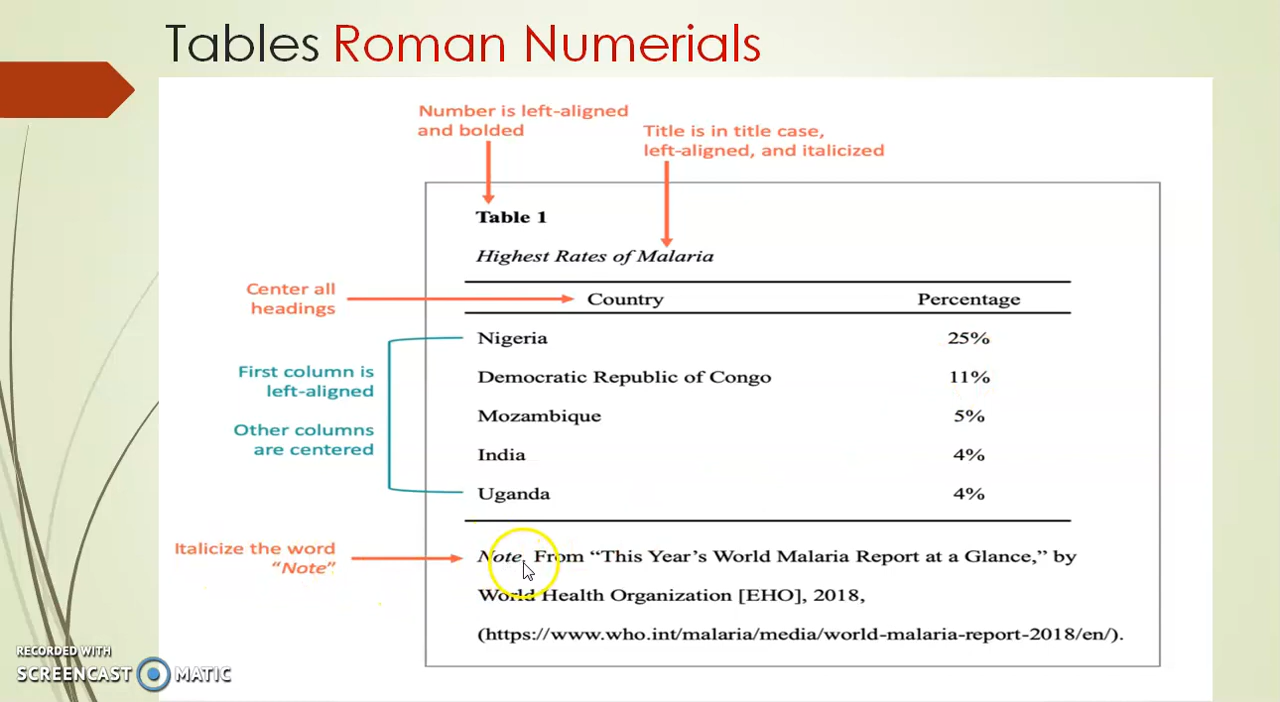 Tables Roman Numerials
Number is left-aligned
and bolded
Title is in title case,
left-aligned, and italicized
Table 1
Highest Rates of Malaria
Center all
headings
Country Percentage
Nigeria 25%
First column is
left-aligned
Democratic Republic of Congo 11%
Mozambique 5%
Other columns
are centered
India 4%
Uganda 4%
Italicize the word
“Note”
Note. From “This Year’s World Malaria Report at a Glance,” by
World Health Organization [EHO], 2018,
(https://www.who.int/malaria/media/world-malaria-report-2018/en/).
RECORDED WITH
SCREENCAST MATIC